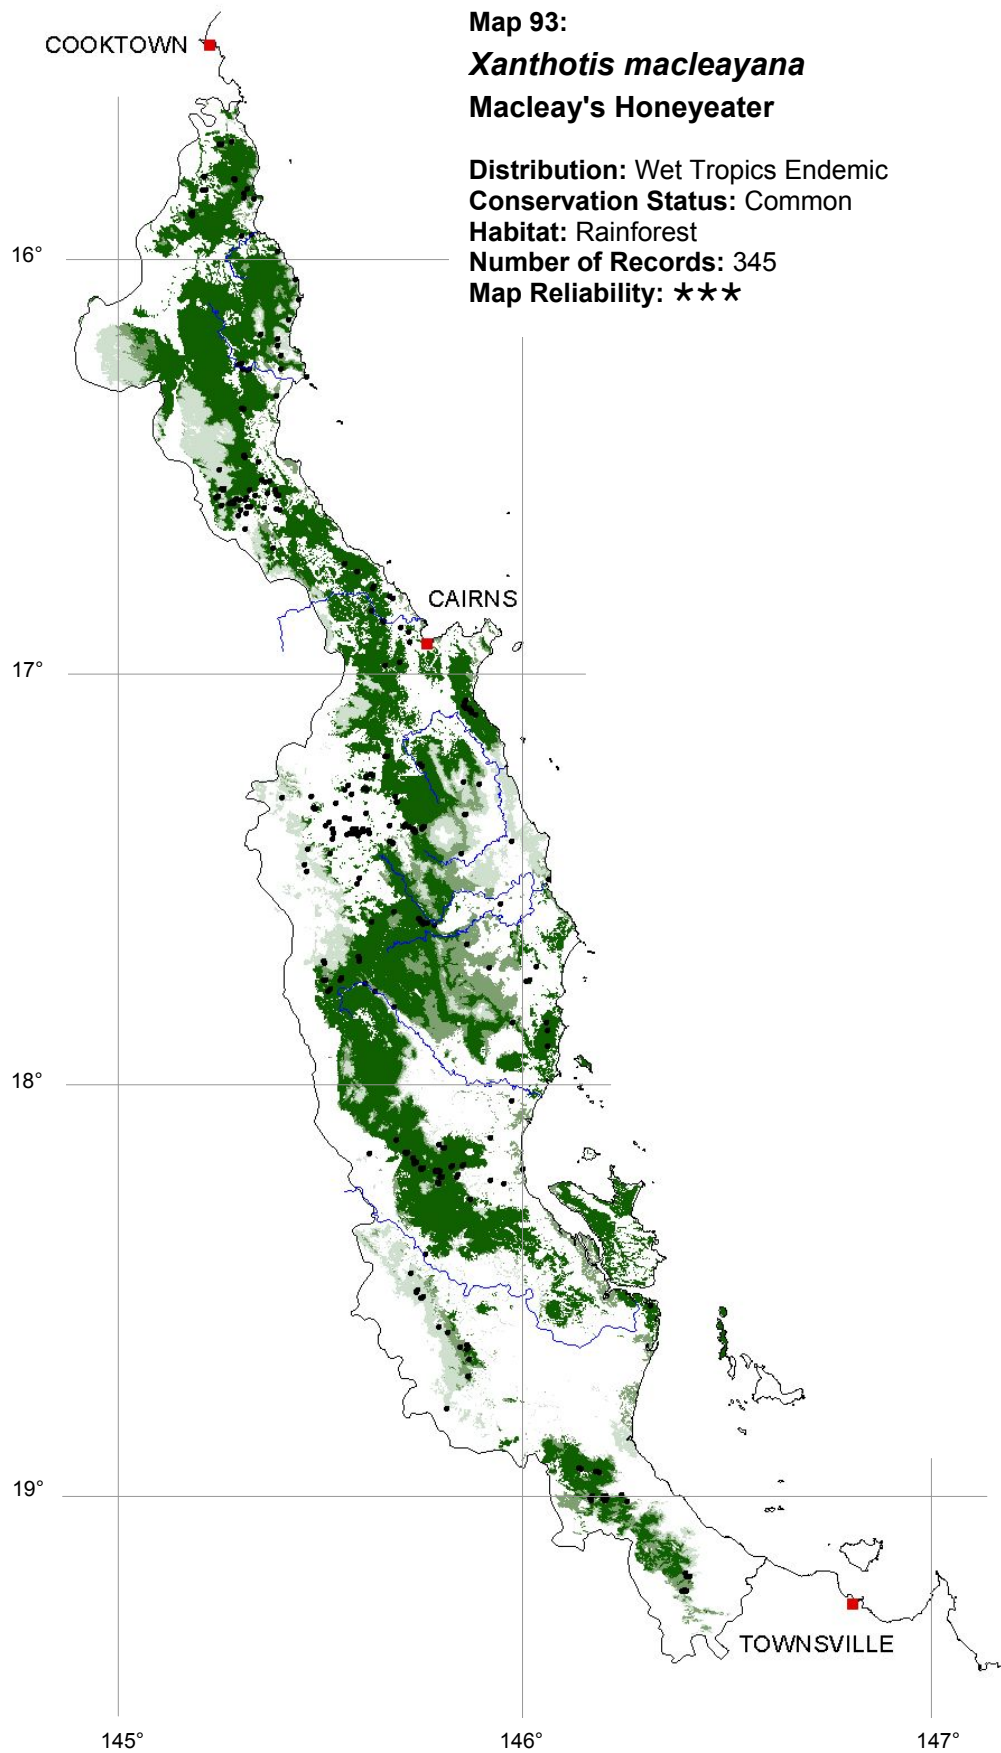 Map 93:
COOKTOWN
Xanthotis macleayana
Macleay's Honeyeater
Distribution: Wet Tropics Endemic
Conservation Status: Common
Habitat: Rainforest
Number of Records: 345
Map Reliability: ★★★
16°
CAIRNS
17°
18°
19°
TOWNSVILLE
145°
146°
147°